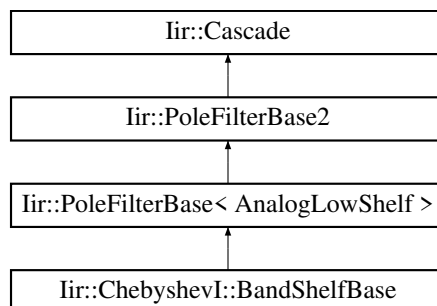 Iir::Cascade
Iir::PoleFilterBase2
Iir::PoleFilterBase< AnalogLowShelf >
Iir::ChebyshevI::BandShelfBase